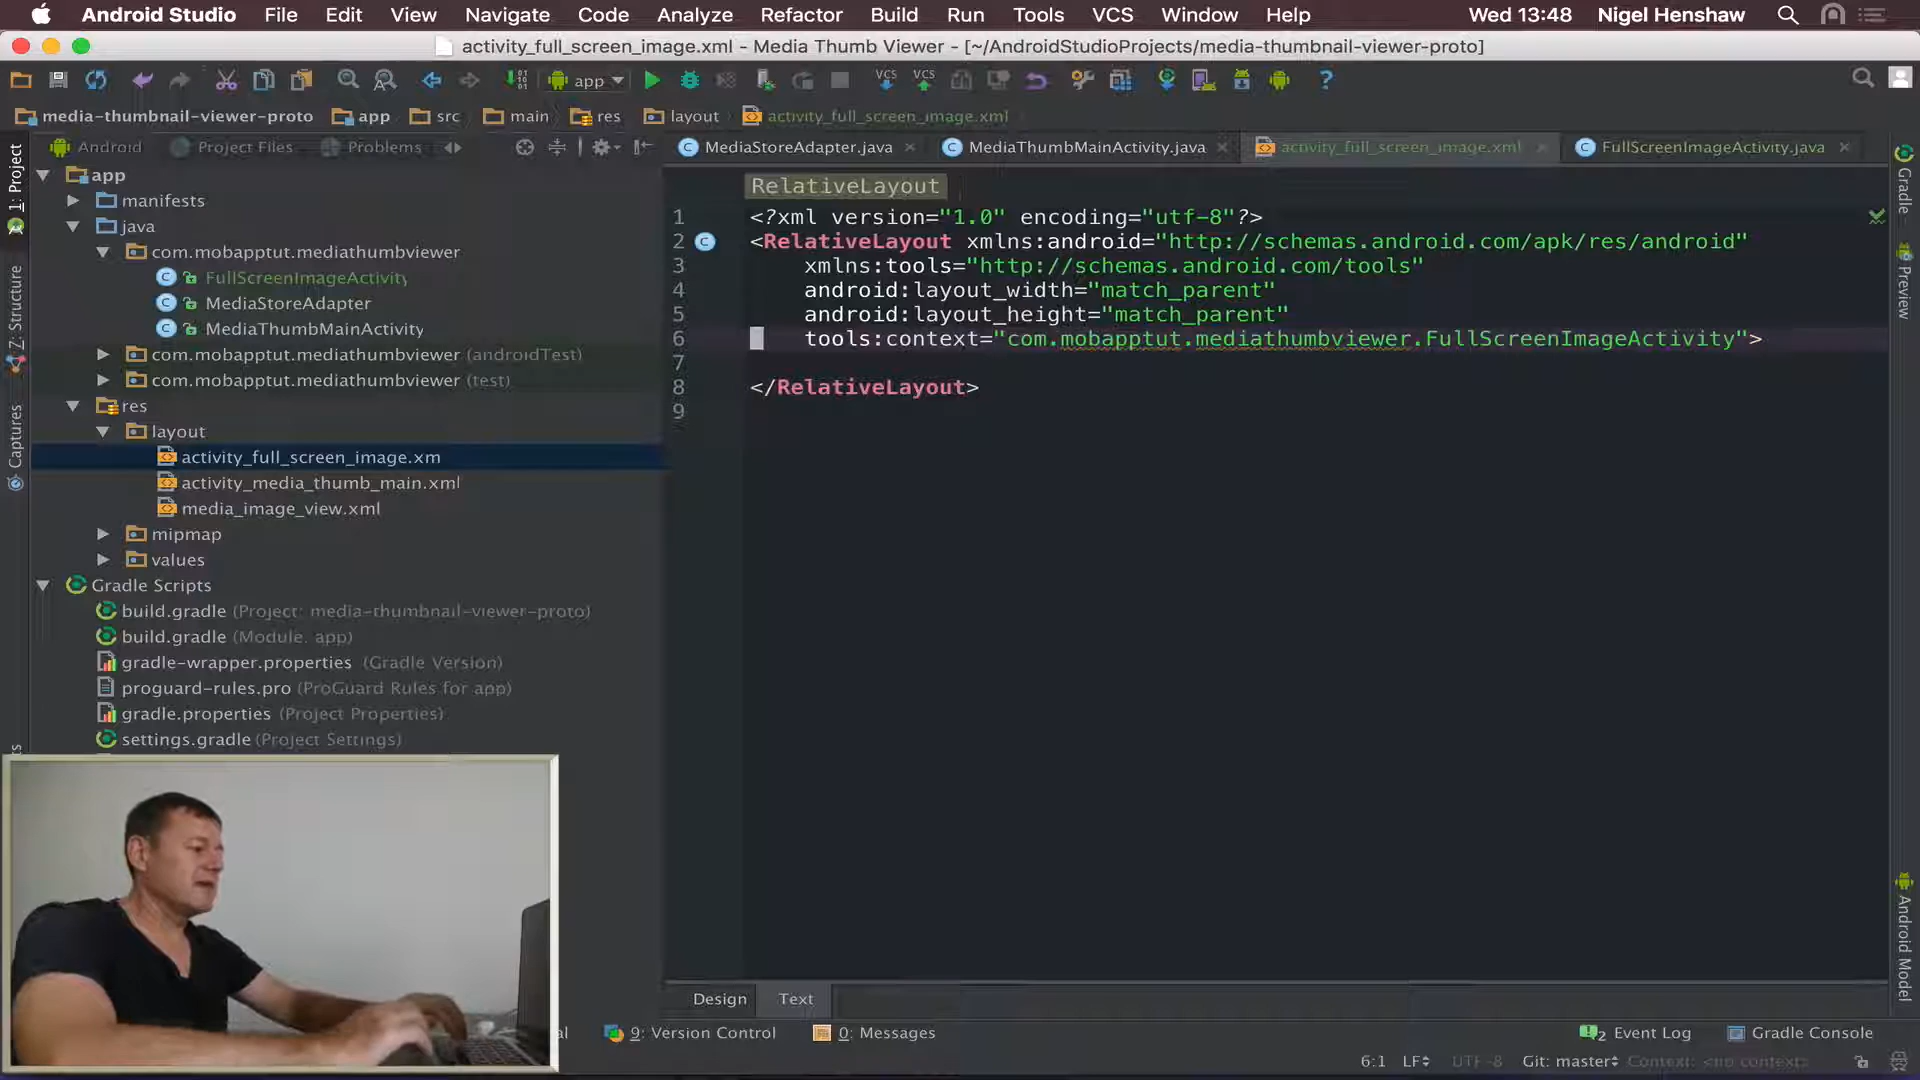 Android Studio File Edit View Navigate Code Analyze Refactor Build Run Tools VCS Window Help Wed 13:48 Nigel Henshaw
activity_full_screen_image.xml - Media Thumb Viewer - [~/AndroidStudioProjects/media-thumbnail-viewer-proto]
app VCS VCS ?
media-thumbnail-viewer-proto app src main res layout activity_full_screen_image.xml
Android Project Files Problems
MediaStoreAdapter.java MediaThumbMainActivity.java activity_full_screen_image.xml FullScreenImageActivity.java
1: Project
Z: Structure
Captures
app
manifests
java
com.mobapptut.mediathumbviewer
FullScreenImageActivity
MediaStoreAdapter
MediaThumbMainActivity
com.mobapptut.mediathumbviewer (androidTest)
com.mobapptut.mediathumbviewer (test)
res
layout
activity_full_screen_image.xm
activity_media_thumb_main.xml
media_image_view.xml
mipmap
values
Gradle Scripts
build.gradle (Project: media-thumbnail-viewer-proto)
build.gradle (Module. app)
gradle-wrapper.properties (Gradle Version)
proguard-rules.pro (ProGuard Rules for app)
gradle.properties (Project Properties)
settings.gradle (Project Settings)
RelativeLayout
1 <?xml version="1.0" encoding="utf-8"?>
2 <RelativeLayout xmlns:android="http://schemas.android.com/apk/res/android"
3 xmlns:tools="http://schemas.android.com/tools"
4 android:layout_width="match_parent"
5 android:layout_height="match_parent"
6 tools:context="com.mobapptut.mediathumbviewer.FullScreenImageActivity">
7
8 </RelativeLayout>
9
Gradle
Preview
Android Model
Design Text
9: Version Control 0: Messages 2 Event Log Gradle Console
6:1 LF UTF-8 Git: master Context: <no context>